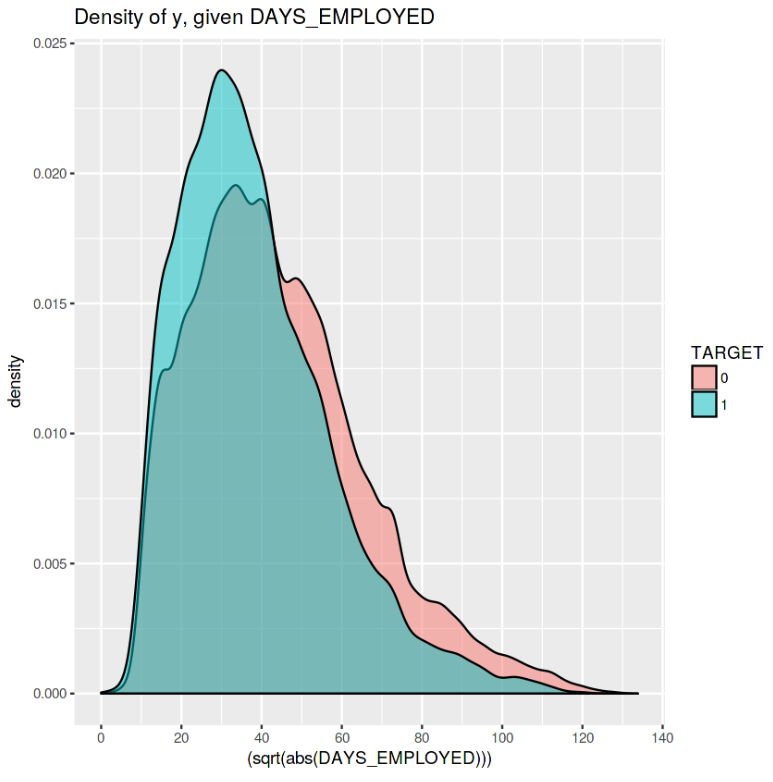 Density of y, given DAYS_EMPLOYED
0.025
0.020
0.015
0.010
0.005
0.000
density
0 20 40 60 80 100 120 140
(sqrt(abs(DAYS_EMPLOYED)))
TARGET
0
1